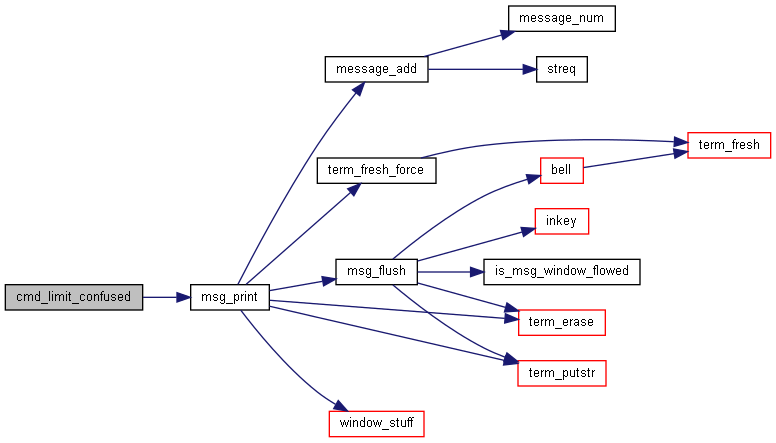 message_num
message_add
streq
term_fresh
term_fresh_force
bell
inkey
msg_flush
is_msg_window_flowed
cmd_limit_confused
msg_print
term_erase
term_putstr
window_stuff